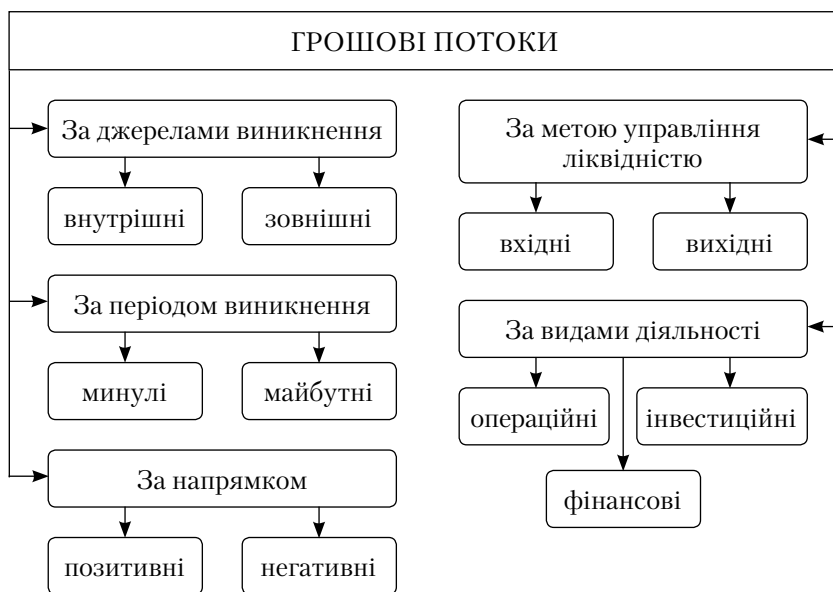 ГРОШОВІ ПОТОКИ
За джерелами виникнення
внутрішні
зовнішні
За періодом виникнення
минулі
майбутні
За напрямком
позитивні
негативні
За метою управління
ліквідністю
вхідні
вихідні
За видами діяльності
операційні
інвестиційні
фінансові